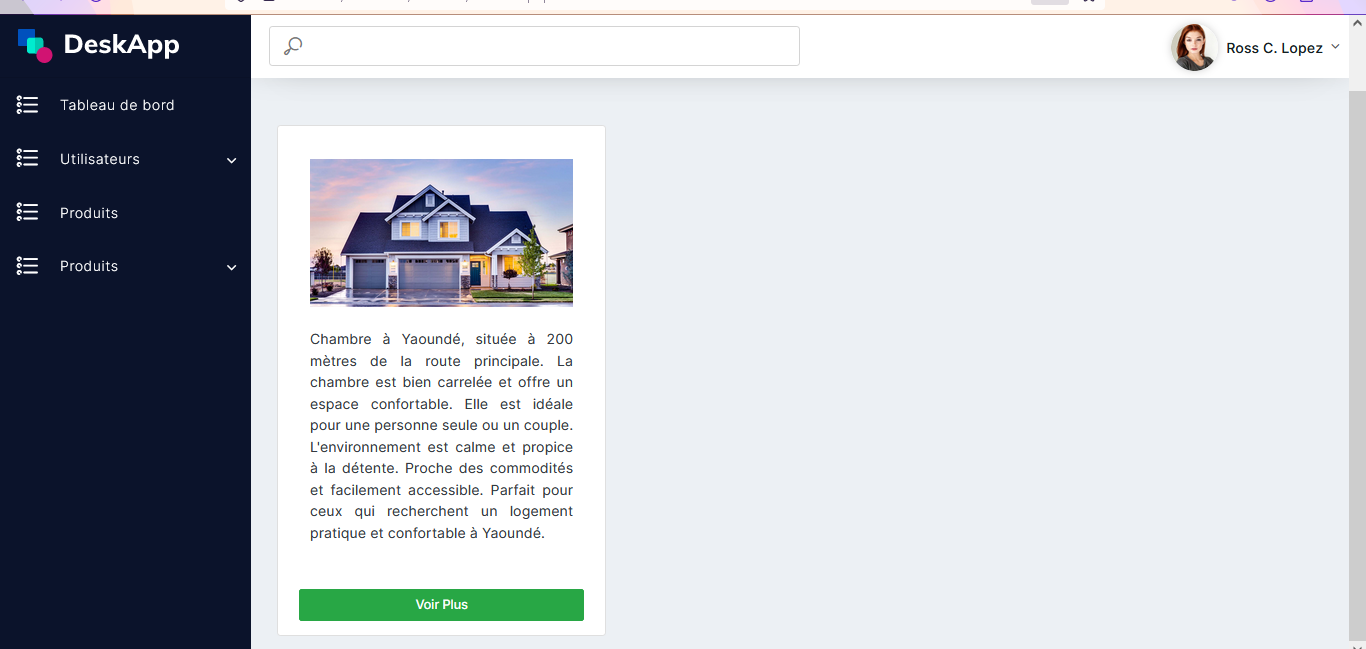 DeskApp
Ross C. Lopez
Tableau de bord
Utilisateurs
Produits
Produits
Chambre à Yaoundé, située à 200
mètres de la route principale. La
chambre est bien carrelée et offre un
espace confortable. Elle est idéale
pour une personne seule ou un couple.
L'environnement est calme et propice
à la détente. Proche des commodités
et facilement accessible. Parfait pour
ceux qui recherchent un logement
pratique et confortable à Yaoundé.
Voir Plus